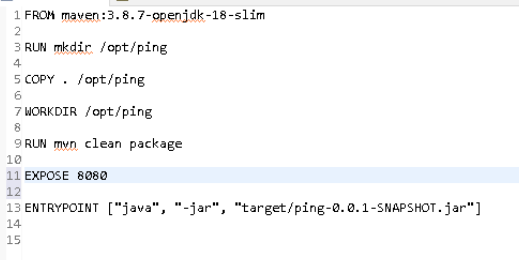 1 FROM maven:3.8.7-openjdk-18-slim
2
3 RUN mkdir /opt/ping
4
5 COPY . /opt/ping
6
7 WORKDIR /opt/ping
8
9 RUN mvn clean package
10
11 EXPOSE 8080
12
13 ENTRYPOINT ["java", "-jar", "target/ping-0.0.1-SNAPSHOT.jar"]
14
15